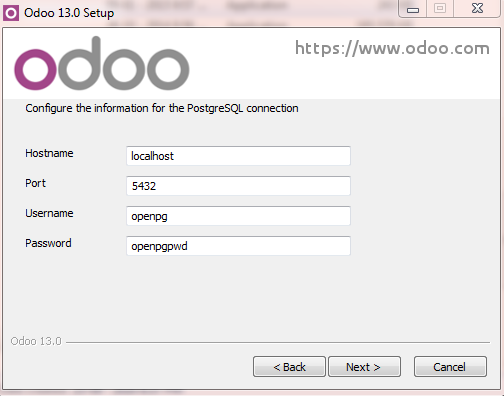 Odoo 13.0 Setup
odoo
https://www.odoo.com
Configure the information for the PostgreSQL connection
Hostname
localhost
Port
5432
Username
openpg
Password
openpgpwd
Odoo 13.0
< Back
Next >
Cancel